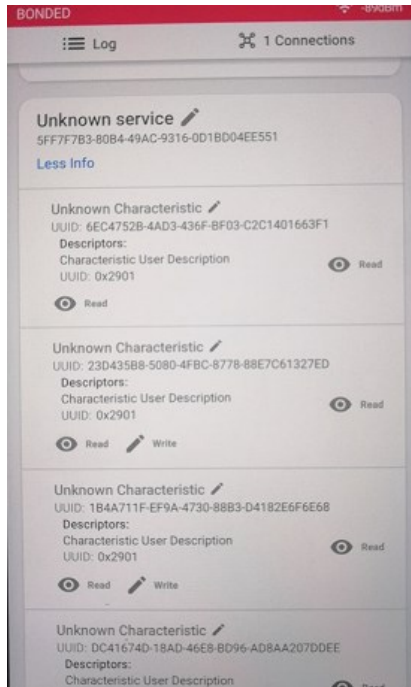 BONDED
-89dBm
Log
1 Connections
Unknown service
5FF7F7B3-80B4-49AC-9316-0D1BD04EE551
Less Info
Unknown Characteristic
UUID: 6EC4752B-4AD3-436F-BF03-C2C1401663F1
Descriptors:
Characteristic User Description
UUID: 0x2901
Read
Read
Unknown Characteristic
UUID: 23D435B8-5080-4FBC-8778-88E7C61327ED
Descriptors:
Characteristic User Description
UUID: 0x2901
Read
Read Write
Unknown Characteristic
UUID: 1B4A711F-EF9A-4730-88B3-D4182E6F6E68
Descriptors:
Characteristic User Description
UUID: 0x2901
Read
Read Write
Unknown Characteristic
UUID: DC41674D-18AD-46E8-BD96-AD8AA207DDEE
Descriptors:
Characteristic User Description
Read